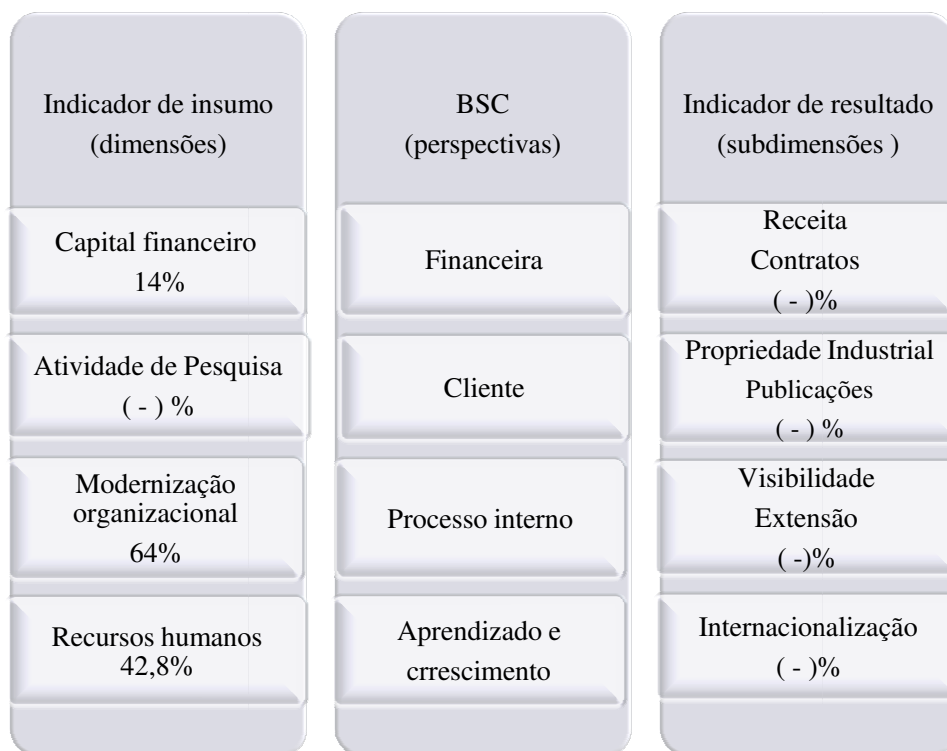 Indicador de insumo
(dimensões)
Capital financeiro
14%
Atividade de Pesquisa
( - ) %
Modernização
organizacional
64%
Recursos humanos
42,8%
BSC
(perspectivas)
Financeira
Cliente
Processo interno
Aprendizado e
crrescimento
Indicador de resultado
(subdimensões )
Receita
Contratos
( - )%
Propriedade Industrial
Publicações
( - ) %
Visibilidade
Extensão
( -)%
Internacionalização
( - )%